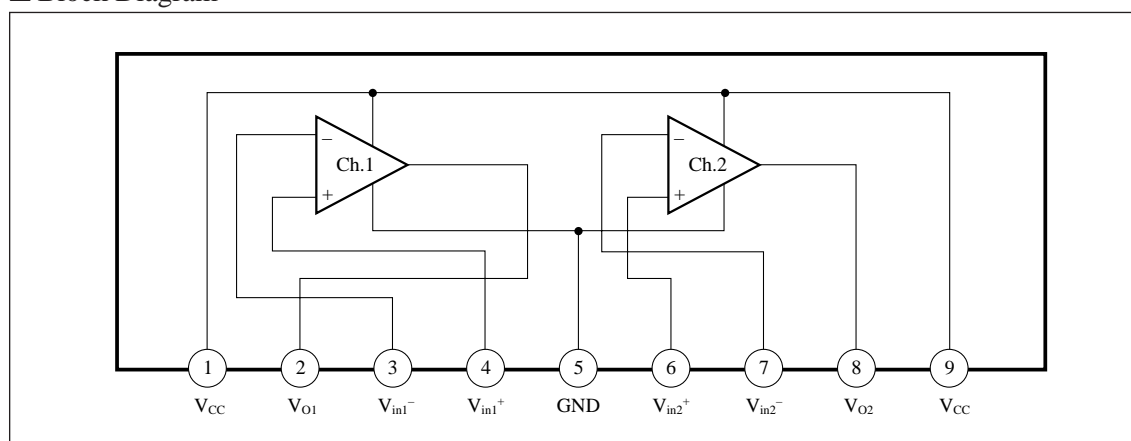 ■ Block Diagram
− −
Ch.1 Ch.2
+ +
1 2 3 4 5 6 7 8 9
VCC VO1 Vin1− Vin1+ GND Vin2+ Vin2− VO2 VCC